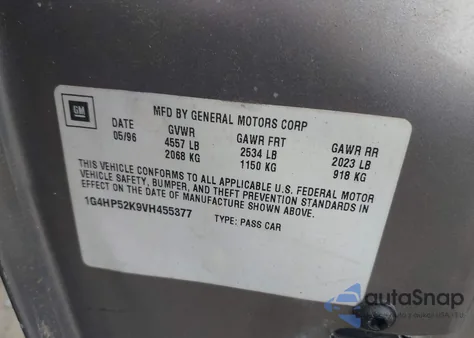 GM
MFD BY GENERAL MOTORS CORP
DATE GVWR GAWR FRT GAWR RR
05/96 4557 LB 2534 LB 2023 LB
2068 KG 1150 KG 918 KG
THIS VEHICLE CONFORMS TO ALL APPLICABLE U.S. FEDERAL MOTOR
VEHICLE SAFETY, BUMPER, AND THEFT PREVENTION STANDARDS IN
EFFECT ON THE DATE OF MANUFACTURE SHOWN ABOVE.
1G4HP52K9VH455377 TYPE: PASS CAR
autaSnap